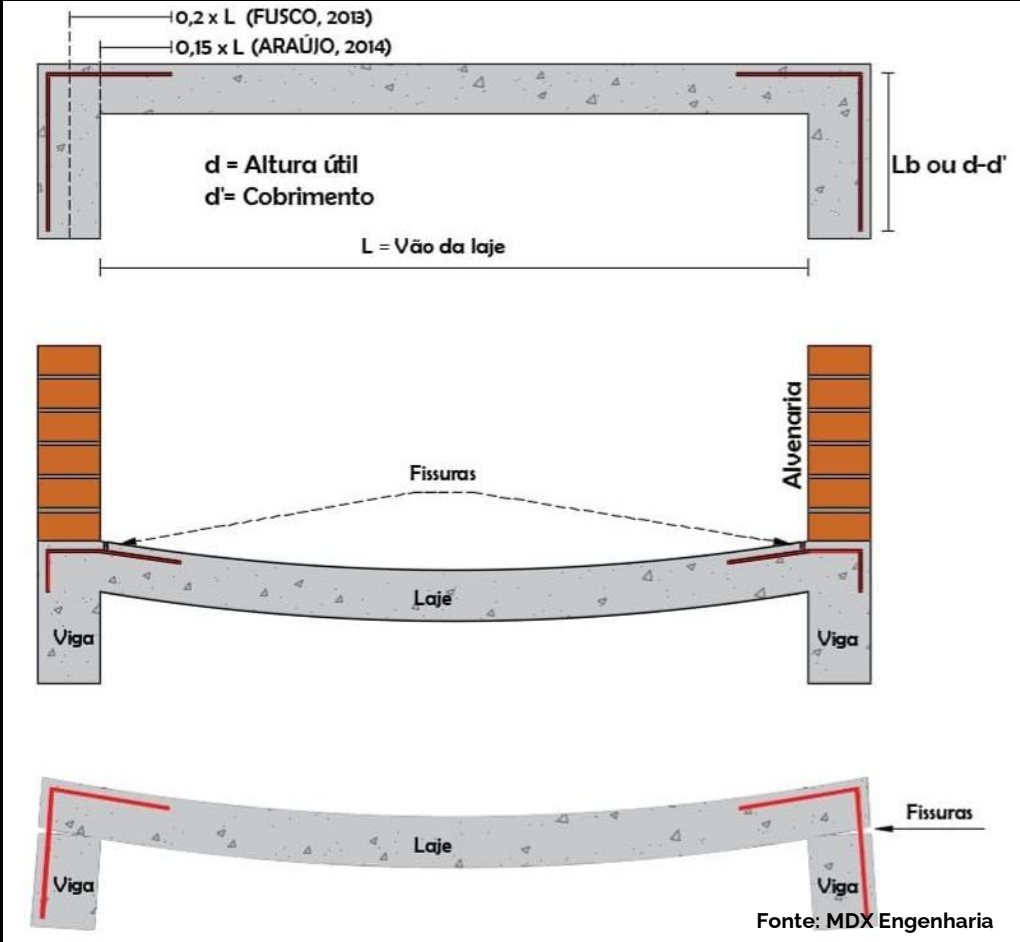 0,2 x L (FUSCO, 2013)
0,15 x L (ARAÚJO, 2014)
d = Altura útil
d'= Cobrimento
Lb ou d-d'
L = Vão da laje
Alvenaria
Fissuras
Laje
Viga
Viga
Fissuras
Laje
Viga
Viga
Fonte: MDX Engenharia